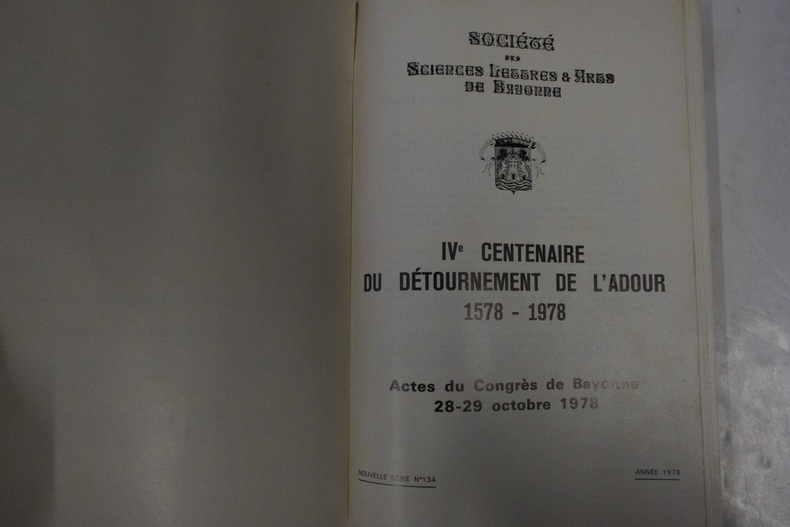 SOCIÉTÉ
DES
SCIENCES LETTRES & ARTS
DE BAYONNE
IVe CENTENAIRE
DU DÉTOURNEMENT DE L'ADOUR
1578 - 1978
Actes du Congrès de Bayonne
28-29 octobre 1978
NOUVELLE SÉRIE N°134
ANNÉE 1978